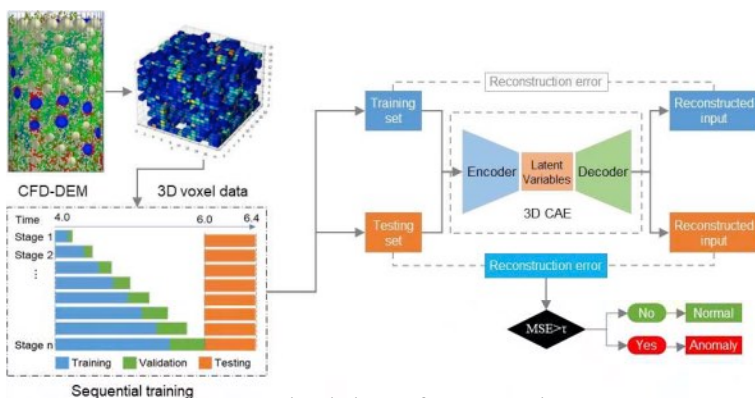 CFD-DEM
3D voxel data
Time
4.0
6.0
6.4
Stage 1
Stage 2
⋮
Stage n
Training
Validation
Testing
Sequential training
Reconstruction error
Training
set
Reconstructed
input
Encoder
Latent
Variables
Decoder
3D CAE
Testing
set
Reconstructed
input
Reconstruction error
MSE>τ
No
Normal
Yes
Anomaly